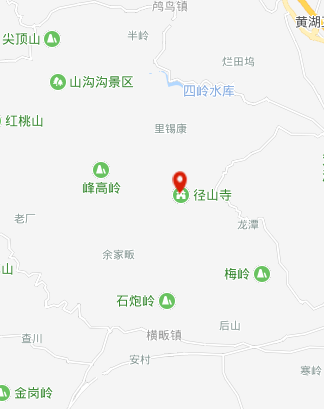 鸬鸟镇
黄湖
尖顶山
半岭
烂田坞
山沟沟景区
四岭水库
红桃山
里锡康
峰高岭
径山寺
老厂
龙潭
余家畈
山
梅岭
石炮岭
后山
横畈镇
查川
安村
寒岭
金岗岭